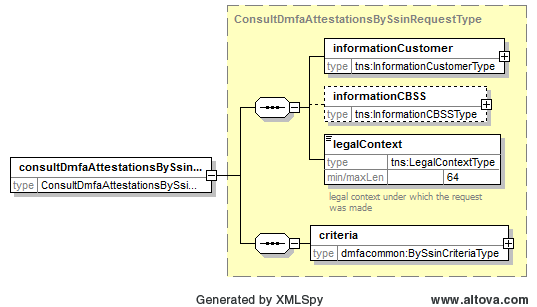 ConsultDmfaAttestationsBySsinRequestType
informationCustomer
type tns:InformationCustomerType
informationCBSS
type tns:InformationCBSSType
legalContext
type tns:LegalContextType
min/maxLen 64
legal context under which the request
was made
consultDmfaAttestationsBySsin...
type ConsultDmfaAttestationsBySsi...
criteria
type dmfacommon:BySsinCriteriaType
Generated by XMLSpy
www.altova.com